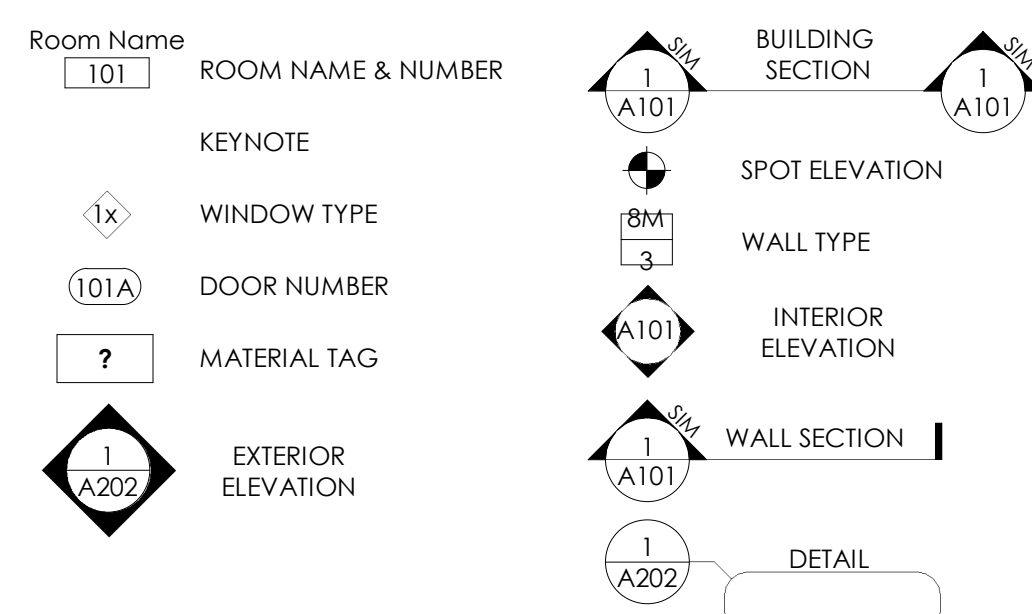 Room Name
101
ROOM NAME & NUMBER
KEYNOTE
1x
WINDOW TYPE
101A
DOOR NUMBER
?
MATERIAL TAG
1
A202
EXTERIOR
ELEVATION
SIM
1
A101
BUILDING
SECTION
SIM
1
A101
SPOT ELEVATION
8M
3
WALL TYPE
A101
INTERIOR
ELEVATION
SIM
1
A101
WALL SECTION
1
A202
DETAIL